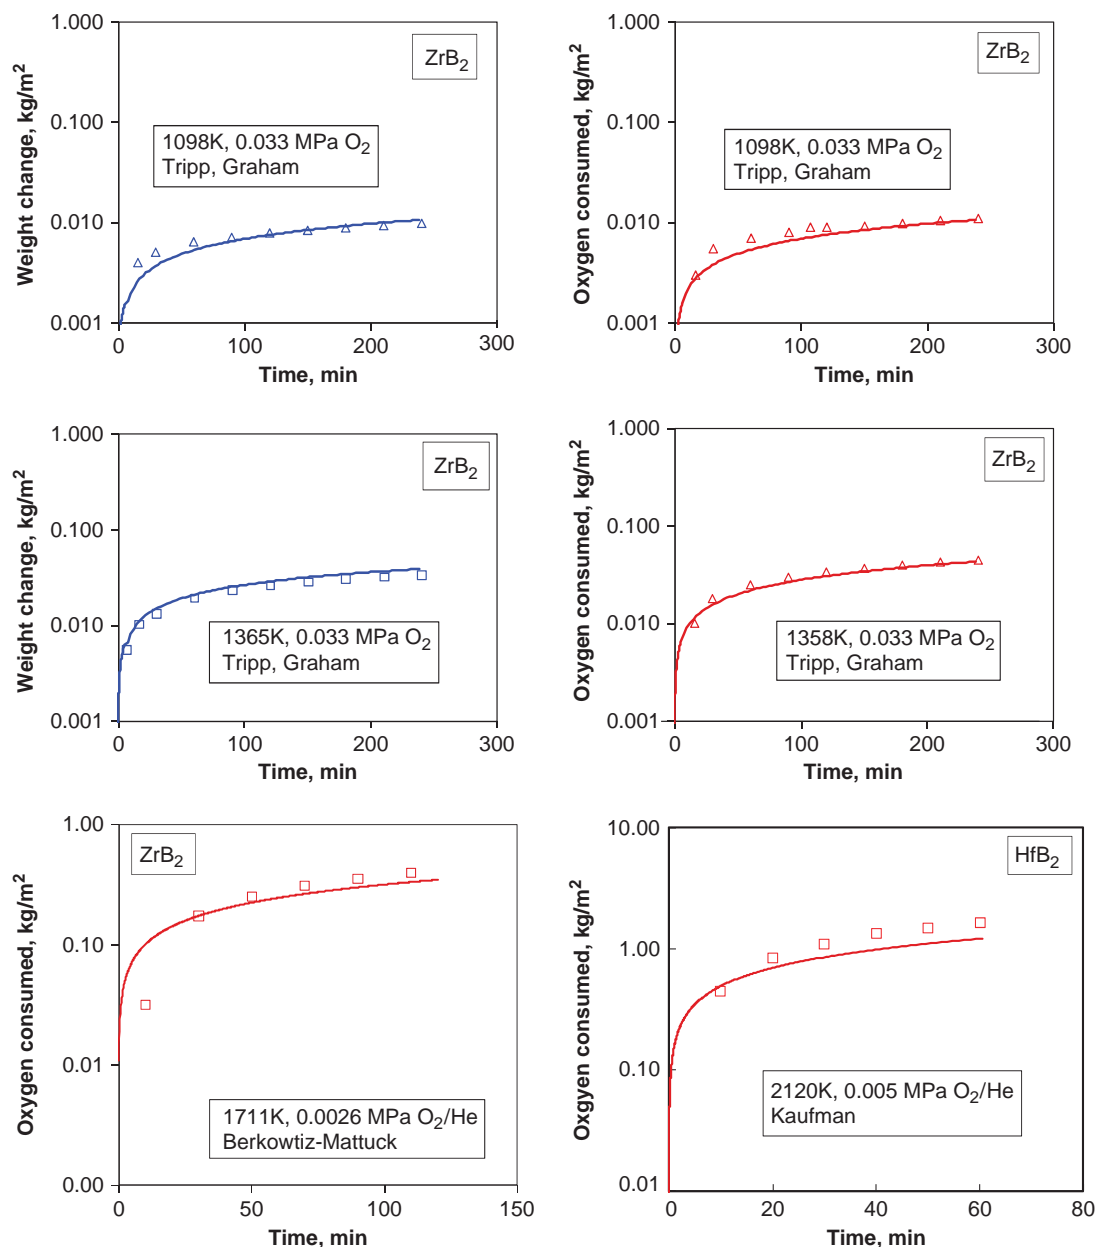 1.000
0.100
0.010
0.001
Weight change, kg/m²
ZrB₂
1098K, 0.033 MPa O₂
Tripp, Graham
0 100 200 300
Time, min
1.000
0.100
0.010
0.001
Oxygen consumed, kg/m²
ZrB₂
1098K, 0.033 MPa O₂
Tripp, Graham
0 100 200 300
Time, min
1.000
0.100
0.010
0.001
Weight change, kg/m²
ZrB₂
1365K, 0.033 MPa O₂
Tripp, Graham
0 100 200 300
Time, min
1.000
0.100
0.010
0.001
Oxygen consumed, kg/m²
ZrB₂
1358K, 0.033 MPa O₂
Tripp, Graham
0 100 200 300
Time, min
1.00
0.10
0.01
0.00
Oxygen consumed, kg/m²
ZrB₂
1711K, 0.0026 MPa O₂/He
Berkowtiz-Mattuck
0 50 100 150
Time, min
10.00
1.00
0.10
0.01
Oxgyen consumed, kg/m²
HfB₂
2120K, 0.005 MPa O₂/He
Kaufman
0 20 40 60 80
Time, min